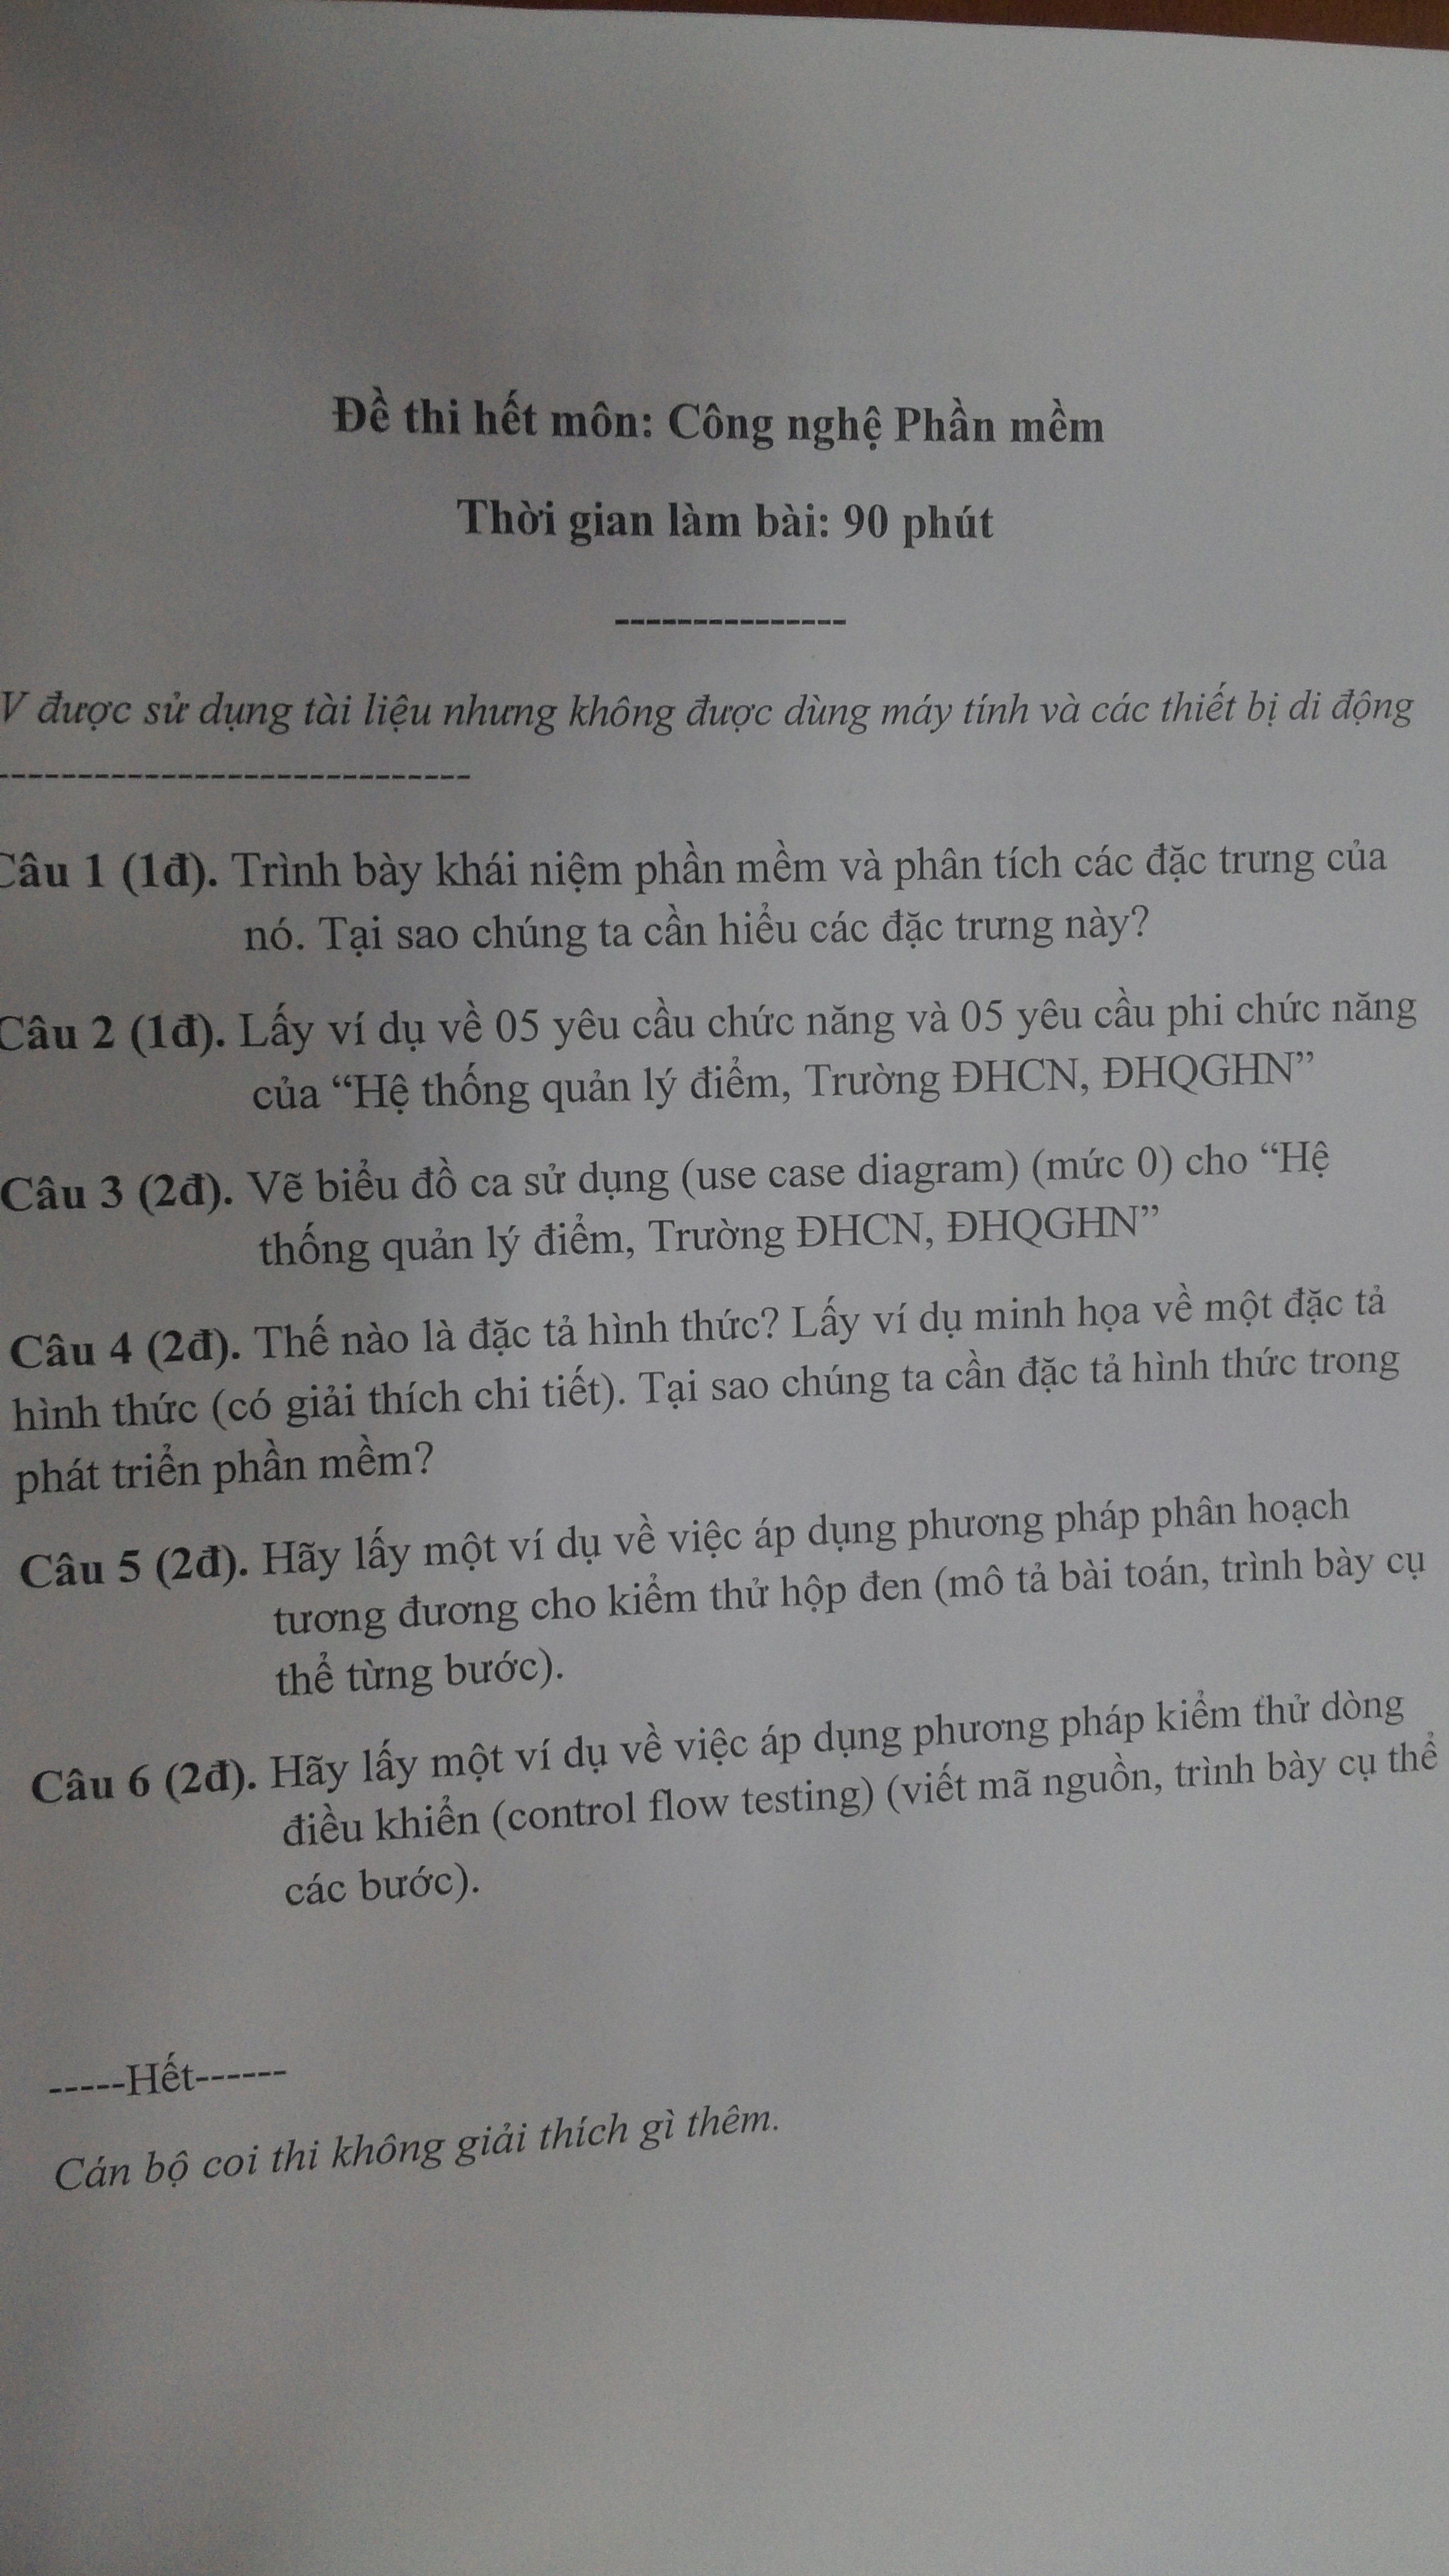 Đề thi hết môn: Công nghệ Phần mềm
Thời gian làm bài: 90 phút
---------------
V được sử dụng tài liệu nhưng không được dùng máy tính và các thiết bị di động
------------------------------
Câu 1 (1đ). Trình bày khái niệm phần mềm và phân tích các đặc trưng của
nó. Tại sao chúng ta cần hiểu các đặc trưng này?
Câu 2 (1đ). Lấy ví dụ về 05 yêu cầu chức năng và 05 yêu cầu phi chức năng
của “Hệ thống quản lý điểm, Trường ĐHCN, ĐHQGHN”
Câu 3 (2đ). Vẽ biểu đồ ca sử dụng (use case diagram) (mức 0) cho “Hệ
thống quản lý điểm, Trường ĐHCN, ĐHQGHN”
Câu 4 (2đ). Thế nào là đặc tả hình thức? Lấy ví dụ minh họa về một đặc tả
hình thức (có giải thích chi tiết). Tại sao chúng ta cần đặc tả hình thức trong
phát triển phần mềm?
Câu 5 (2đ). Hãy lấy một ví dụ về việc áp dụng phương pháp phân hoạch
tương đương cho kiểm thử hộp đen (mô tả bài toán, trình bày cụ
thể từng bước).
Câu 6 (2đ). Hãy lấy một ví dụ về việc áp dụng phương pháp kiểm thử dòng
điều khiển (control flow testing) (viết mã nguồn, trình bày cụ thể
các bước).
-----Hết------
Cán bộ coi thi không giải thích gì thêm.